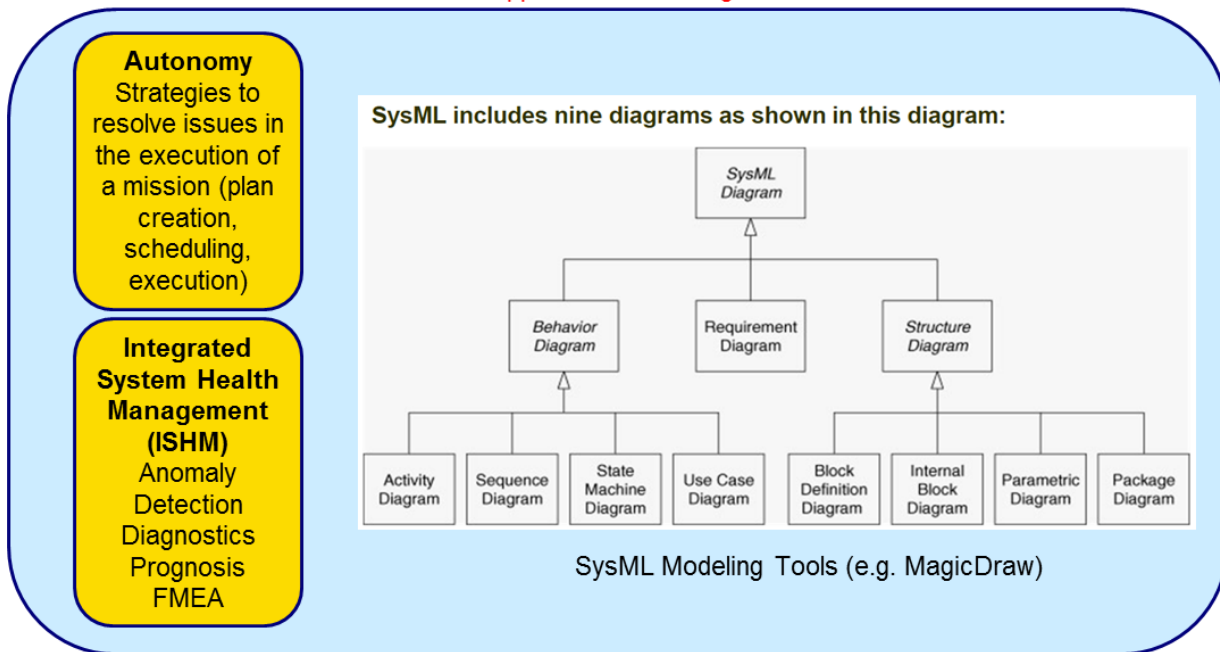 Autonomy
Strategies to
resolve issues in
the execution of
a mission (plan
creation,
scheduling,
execution)
Integrated
System Health
Management
(ISHM)
Anomaly
Detection
Diagnostics
Prognosis
FMEA
SysML includes nine diagrams as shown in this diagram:
SysML
Diagram
Behavior
Diagram
Requirement
Diagram
Structure
Diagram
Activity
Diagram
Sequence
Diagram
State
Machine
Diagram
Use Case
Diagram
Block
Definition
Diagram
Internal
Block
Diagram
Parametric
Diagram
Package
Diagram
SysML Modeling Tools (e.g. MagicDraw)